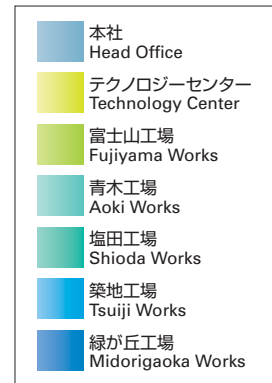 本社
Head Office
テクノロジーセンター
Technology Center
富士山工場
Fujiyama Works
青木工場
Aoki Works
塩田工場
Shioda Works
築地工場
Tsuiji Works
緑が丘工場
Midorigaoka Works